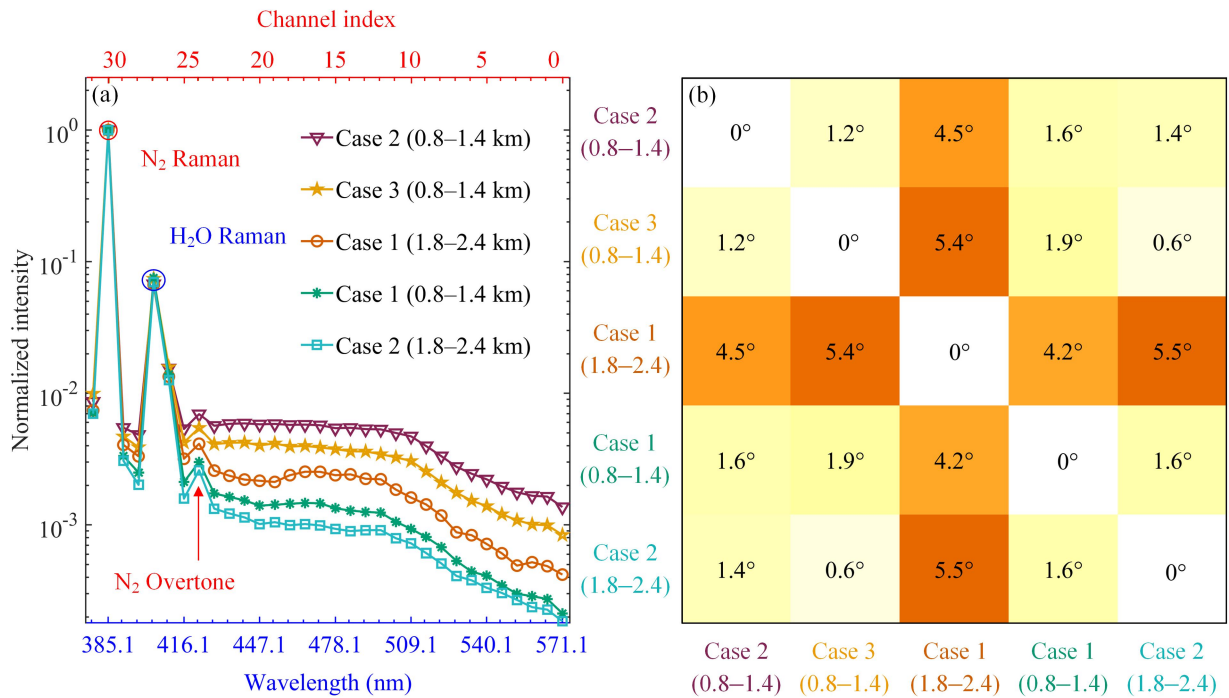 Channel index
30 25 20 15 10 5 0
(a)
10⁰
10⁻¹
10⁻²
10⁻³
Normalized intensity
N₂ Raman
H₂O Raman
N₂ Overtone
Case 2 (0.8–1.4 km)
Case 3 (0.8–1.4 km)
Case 1 (1.8–2.4 km)
Case 1 (0.8–1.4 km)
Case 2 (1.8–2.4 km)
385.1 416.1 447.1 478.1 509.1 540.1 571.1
Wavelength (nm)
(b)
Case 2
(0.8–1.4)
0° 1.2° 4.5° 1.6° 1.4°
Case 3
(0.8–1.4)
1.2° 0° 5.4° 1.9° 0.6°
Case 1
(1.8–2.4)
4.5° 5.4° 0° 4.2° 5.5°
Case 1
(0.8–1.4)
1.6° 1.9° 4.2° 0° 1.6°
Case 2
(1.8–2.4)
1.4° 0.6° 5.5° 1.6° 0°
Case 2 Case 3 Case 1 Case 1 Case 2
(0.8–1.4) (0.8–1.4) (1.8–2.4) (0.8–1.4) (1.8–2.4)